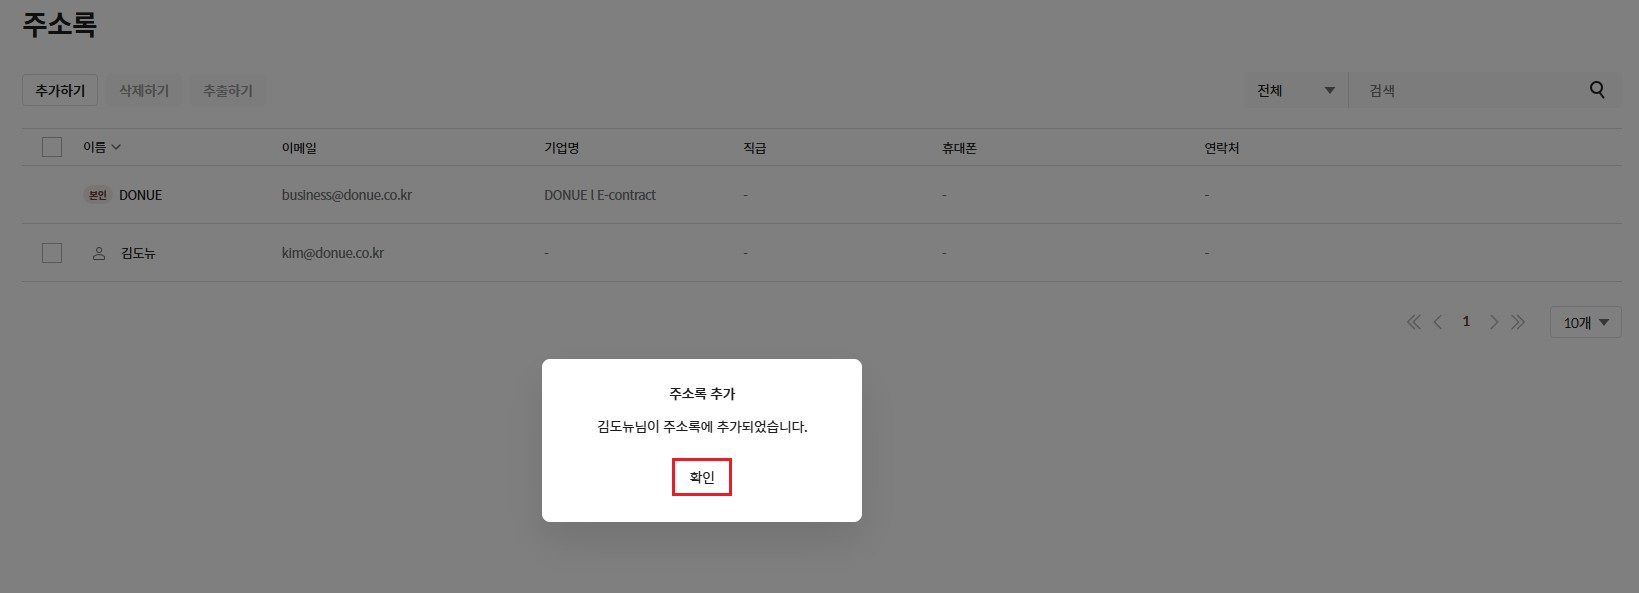 주소록
추가하기 삭제하기 추출하기 전체 검색
이름 이메일 기업명 직급 휴대폰 연락처
본인 DONUE business@donue.co.kr DONUE l E-contract - - -
김도뉴 kim@donue.co.kr - - - -
1 10개
주소록 추가
김도뉴님이 주소록에 추가되었습니다.
확인